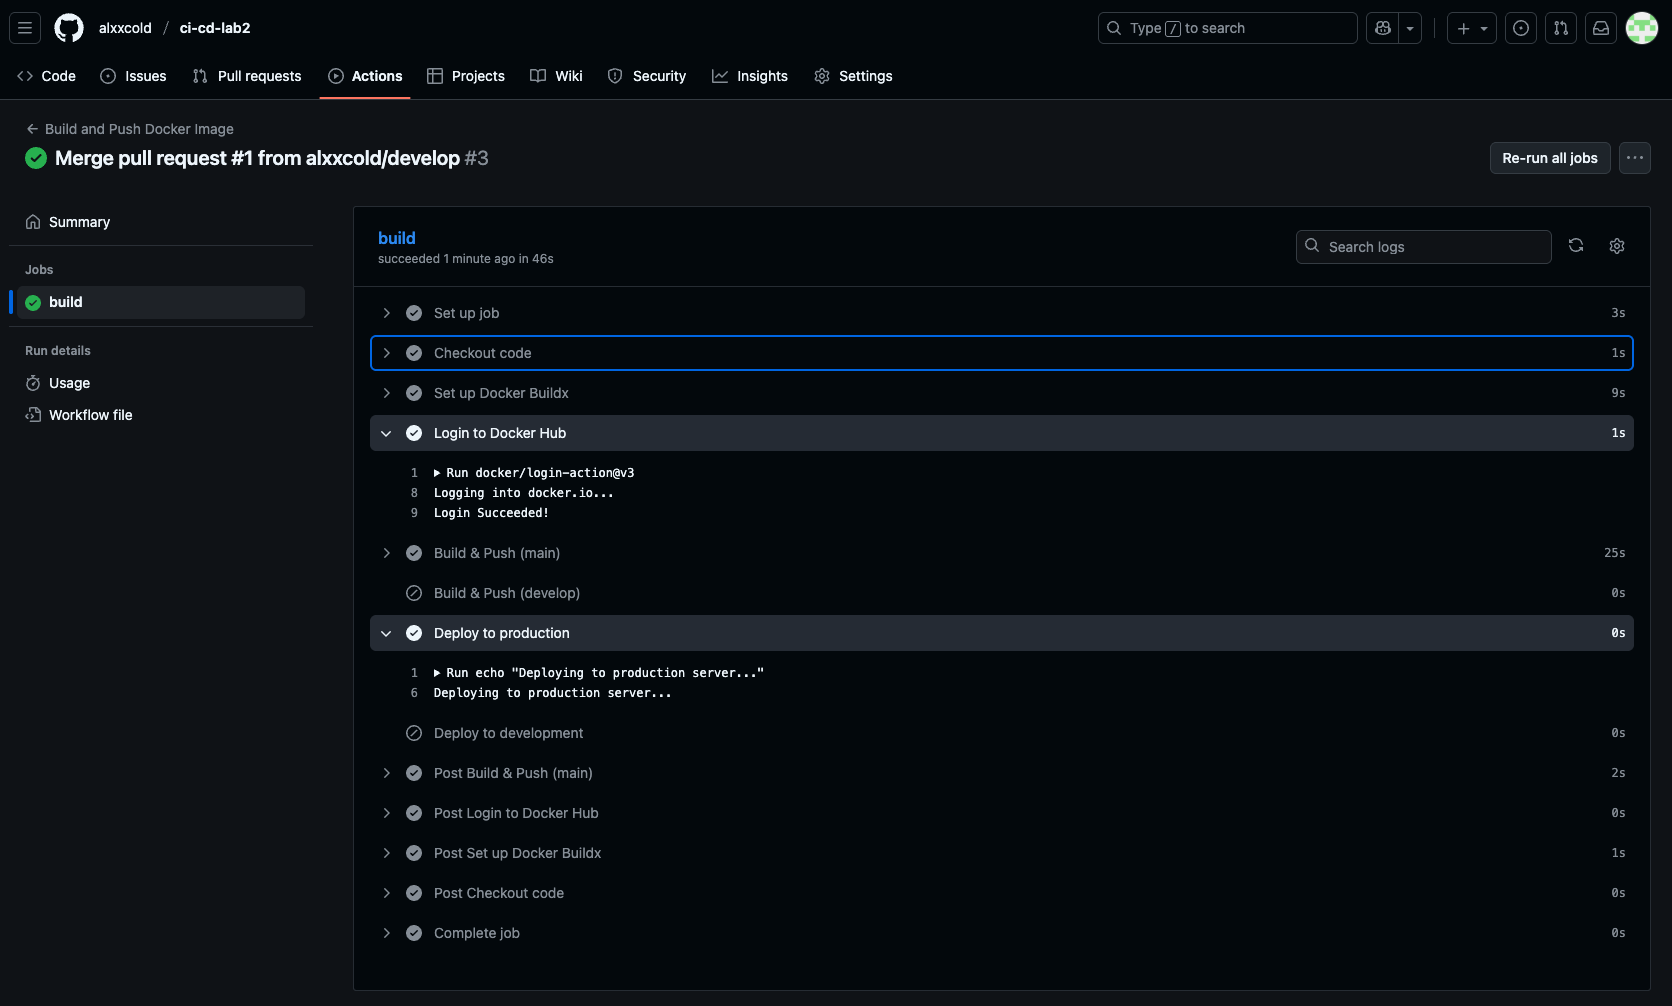 alxxcold / ci-cd-lab2
Type / to search
Code
Issues
Pull requests
Actions
Projects
Wiki
Security
Insights
Settings
Build and Push Docker Image
Merge pull request #1 from alxxcold/develop #3
Re-run all jobs
Summary
Jobs
build
Run details
Usage
Workflow file
build
succeeded 1 minute ago in 46s
Search logs
Set up job 3s
Checkout code 1s
Set up Docker Buildx 9s
Login to Docker Hub 1s
1 Run docker/login-action@v3
8 Logging into docker.io...
9 Login Succeeded!
Build & Push (main) 25s
Build & Push (develop) 0s
Deploy to production 0s
1 Run echo "Deploying to production server..."
6 Deploying to production server...
Deploy to development 0s
Post Build & Push (main) 2s
Post Login to Docker Hub 0s
Post Set up Docker Buildx 1s
Post Checkout code 0s
Complete job 0s